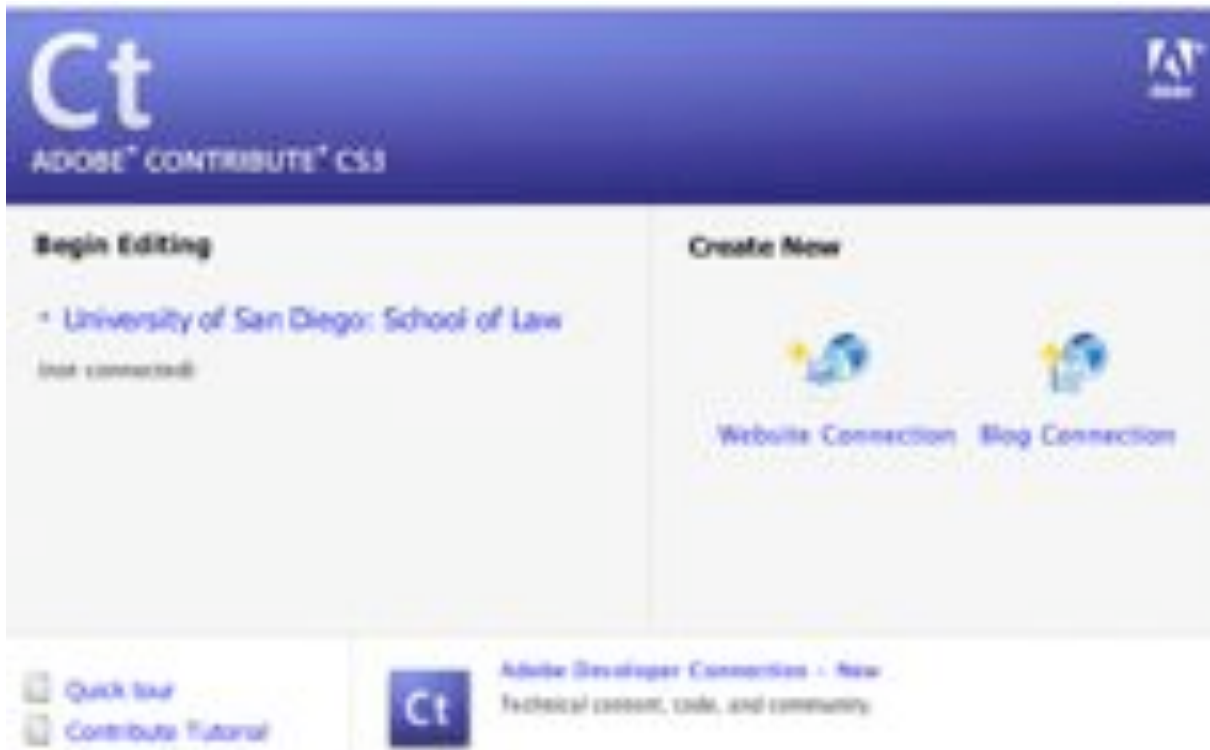 Ct
Adobe
ADOBE® CONTRIBUTE® CS3
Begin Editing
• University of San Diego: School of Law
(not connected)
Create New
Website Connection
Blog Connection
Quick tour
Contribute Tutorial
Ct
Adobe Developer Connection - New
Technical content, code, and community.